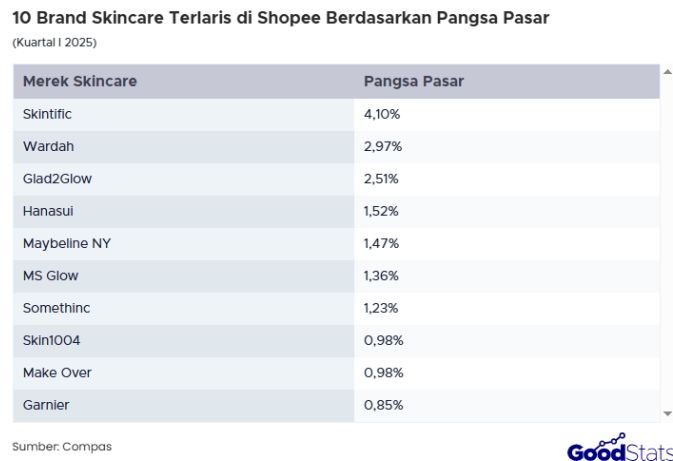 10 Brand Skincare Terlaris di Shopee Berdasarkan Pangsa Pasar
(Kuartal I 2025)
Merek Skincare Pangsa Pasar
Skintific 4,10%
Wardah 2,97%
Glad2Glow 2,51%
Hanasui 1,52%
Maybeline NY 1,47%
MS Glow 1,36%
Somethinc 1,23%
Skin1004 0,98%
Make Over 0,98%
Garnier 0,85%
Sumber: Compas
GoodStats